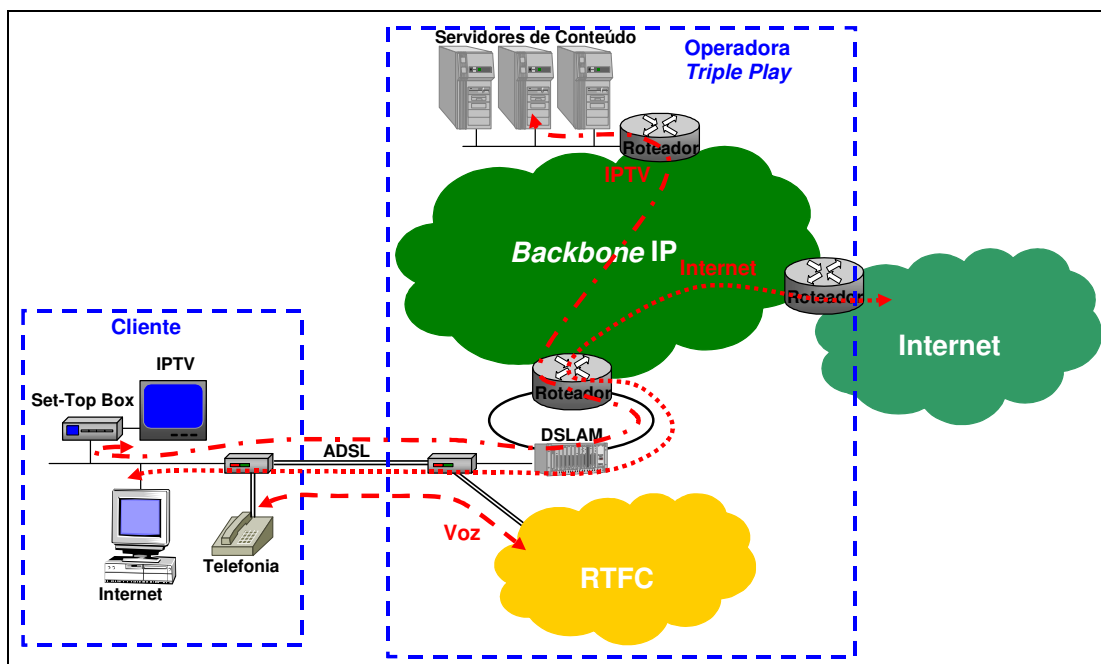 Servidores de Conteúdo
Operadora
Triple Play
Roteador
IPTV
Backbone IP
Internet
Roteador
Internet
Cliente
IPTV
Set-Top Box
Roteador
DSLAM
ADSL
Voz
Telefonia
Internet
RTFC